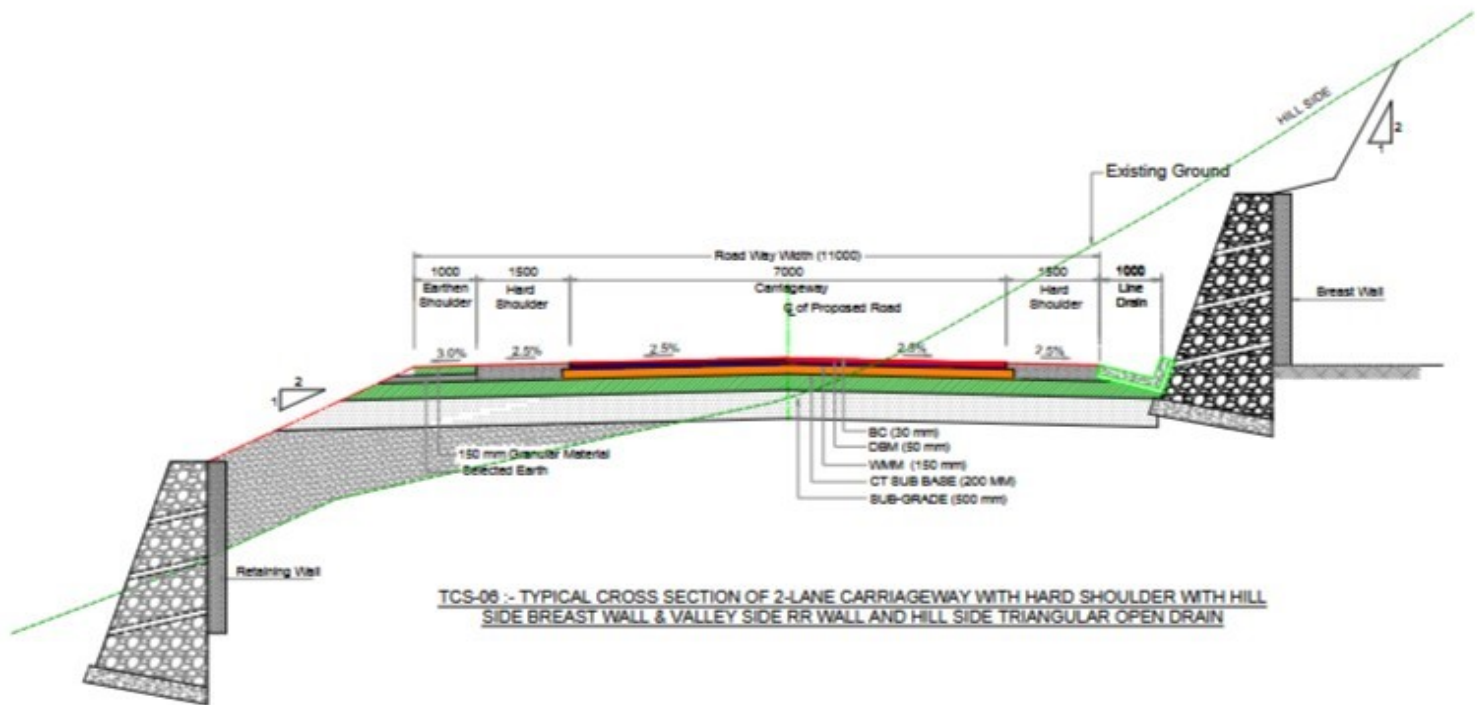 HILL SIDE
2
1
Existing Ground
Road Way Width (11000)
1000
Earthen
Shoulder
1500
Hard
Shoulder
7000
Carriageway
℄ of Proposed Road
1500
Hard
Shoulder
1000
Line
Drain
Breast Wall
3.0%
2.5%
2.5%
2.5%
2.5%
2
1
BC (30 mm)
DBM (50 mm)
WMM (150 mm)
CT SUB BASE (200 MM)
SUB-GRADE (500 mm)
150 mm Granular Material
Selected Earth
Retaining Wall
TCS-06 :- TYPICAL CROSS SECTION OF 2-LANE CARRIAGEWAY WITH HARD SHOULDER WITH HILL
SIDE BREAST WALL & VALLEY SIDE RR WALL AND HILL SIDE TRIANGULAR OPEN DRAIN